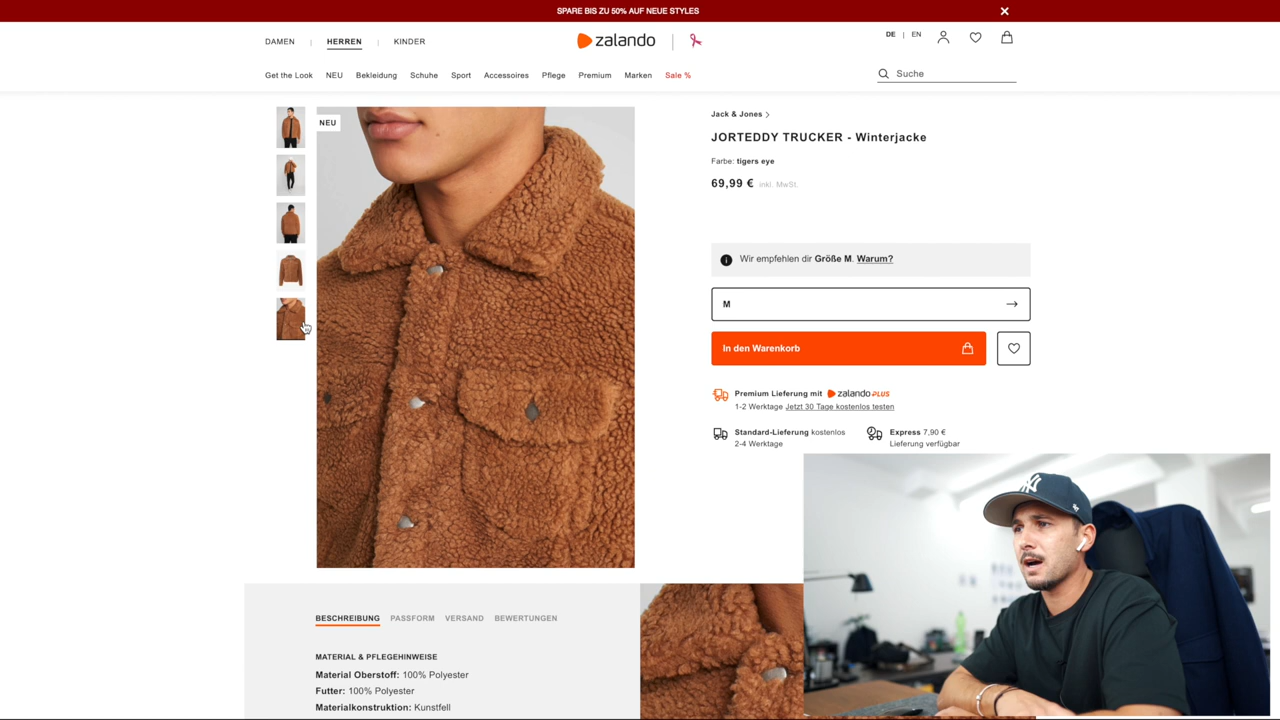 SPARE BIS ZU 50% AUF NEUE STYLES
DAMEN | HERREN | KINDER
zalando
DE | EN
Get the Look NEU Bekleidung Schuhe Sport Accessoires Pflege Premium Marken Sale %
Suche
NEU
Jack & Jones
JORTEDDY TRUCKER - Winterjacke
Farbe: tigers eye
69,99 € inkl. MwSt.
Wir empfehlen dir Größe M. Warum?
M
In den Warenkorb
Premium Lieferung mit zalando PLUS
1-2 Werktage Jetzt 30 Tage kostenlos testen
Standard-Lieferung kostenlos
2-4 Werktage
Express 7,90 €
Lieferung verfügbar
BESCHREIBUNG PASSFORM VERSAND BEWERTUNGEN
MATERIAL & PFLEGEHINWEISE
Material Oberstoff: 100% Polyester
Futter: 100% Polyester
Materialkonstruktion: Kunstfell
NY